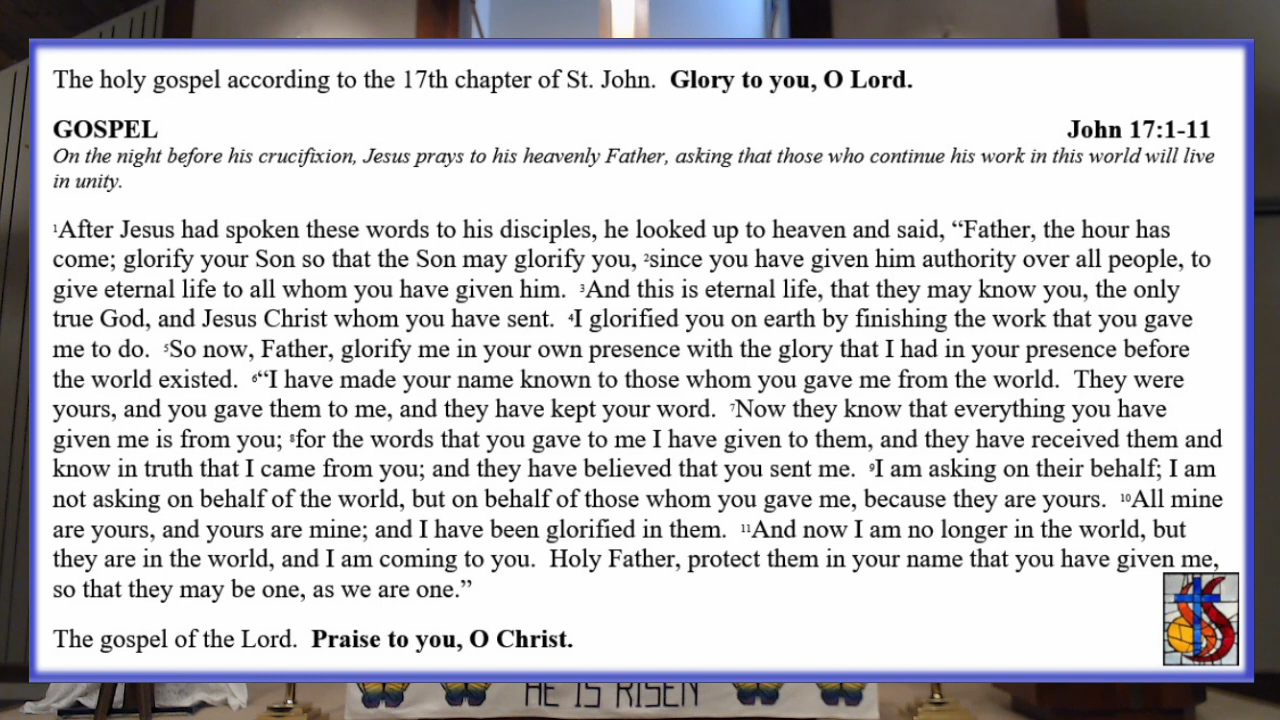 The holy gospel according to the 17th chapter of St. John.  Glory to you, O Lord.
GOSPEL John 17:1-11
On the night before his crucifixion, Jesus prays to his heavenly Father, asking that those who continue his work in this world will live
in unity.
1After Jesus had spoken these words to his disciples, he looked up to heaven and said, “Father, the hour has
come; glorify your Son so that the Son may glorify you, 2since you have given him authority over all people, to
give eternal life to all whom you have given him.  3And this is eternal life, that they may know you, the only
true God, and Jesus Christ whom you have sent.  4I glorified you on earth by finishing the work that you gave
me to do.  5So now, Father, glorify me in your own presence with the glory that I had in your presence before
the world existed.  6“I have made your name known to those whom you gave me from the world.  They were
yours, and you gave them to me, and they have kept your word.  7Now they know that everything you have
given me is from you; 8for the words that you gave to me I have given to them, and they have received them and
know in truth that I came from you; and they have believed that you sent me.  9I am asking on their behalf; I am
not asking on behalf of the world, but on behalf of those whom you gave me, because they are yours.  10All mine
are yours, and yours are mine; and I have been glorified in them.  11And now I am no longer in the world, but
they are in the world, and I am coming to you.  Holy Father, protect them in your name that you have given me,
so that they may be one, as we are one.”
The gospel of the Lord.  Praise to you, O Christ.
HE IS RISEN